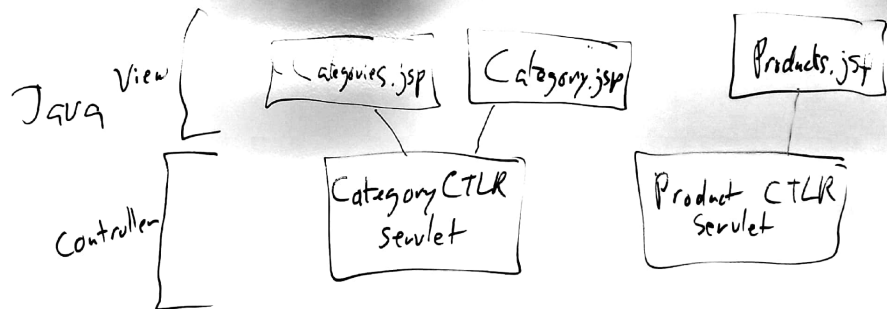 Java
View
Categories.jsp
Category.jsp
Products.jsp
Controller
Category CTLR
Servlet
Product CTLR
Servlet